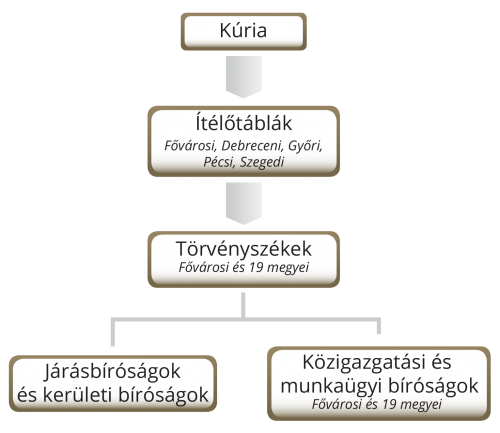 Kúria
Ítélőtáblák
Fővárosi, Debreceni, Győri,
Pécsi, Szegedi
Törvényszékek
Fővárosi és 19 megyei
Járásbíróságok
és kerületi bíróságok
Közigazgatási és
munkaügyi bíróságok
Fővárosi és 19 megyei